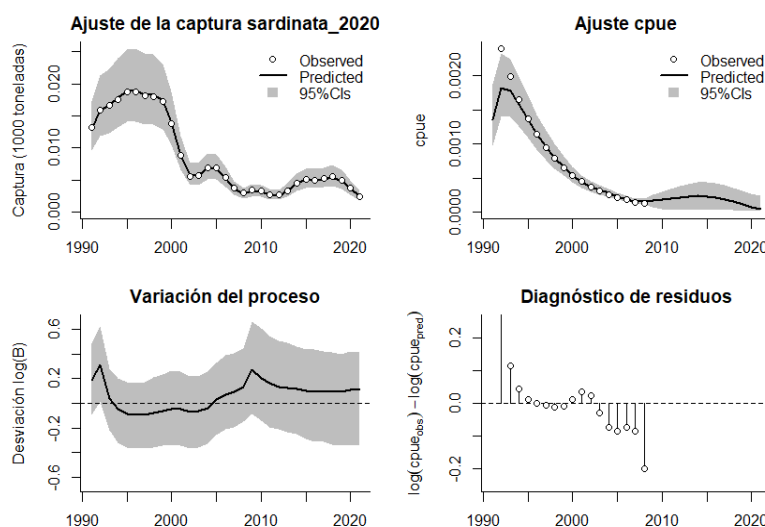 Ajuste de la captura sardinata_2020
Captura (1000 toneladas)
0.020
0.010
0.000
Observed
Predicted
95%CIs
1990
2000
2010
2020
Ajuste cpue
cpue
0.0020
0.0010
0.0000
Observed
Predicted
95%CIs
1990
2000
2010
2020
Variación del proceso
Desviación log(B)
0.6
0.2
-0.2
-0.6
1990
2000
2010
2020
Diagnóstico de residuos
log(cpue_obs) − log(cpue_pred)
0.2
0.0
-0.2
1990
2000
2010
2020